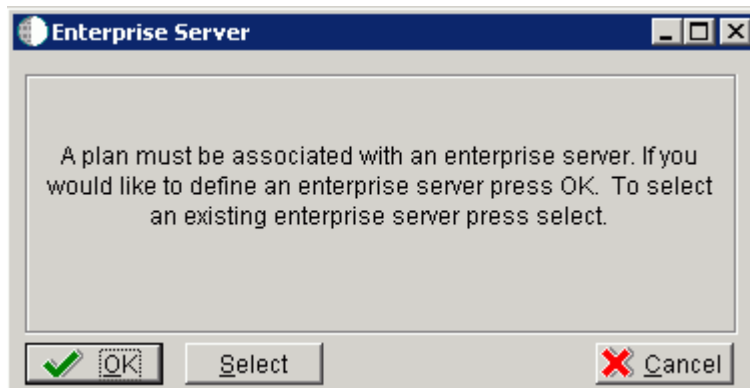 Enterprise Server
A plan must be associated with an enterprise server. If you
would like to define an enterprise server press OK.  To select
an existing enterprise server press select.
OK
Select
Cancel